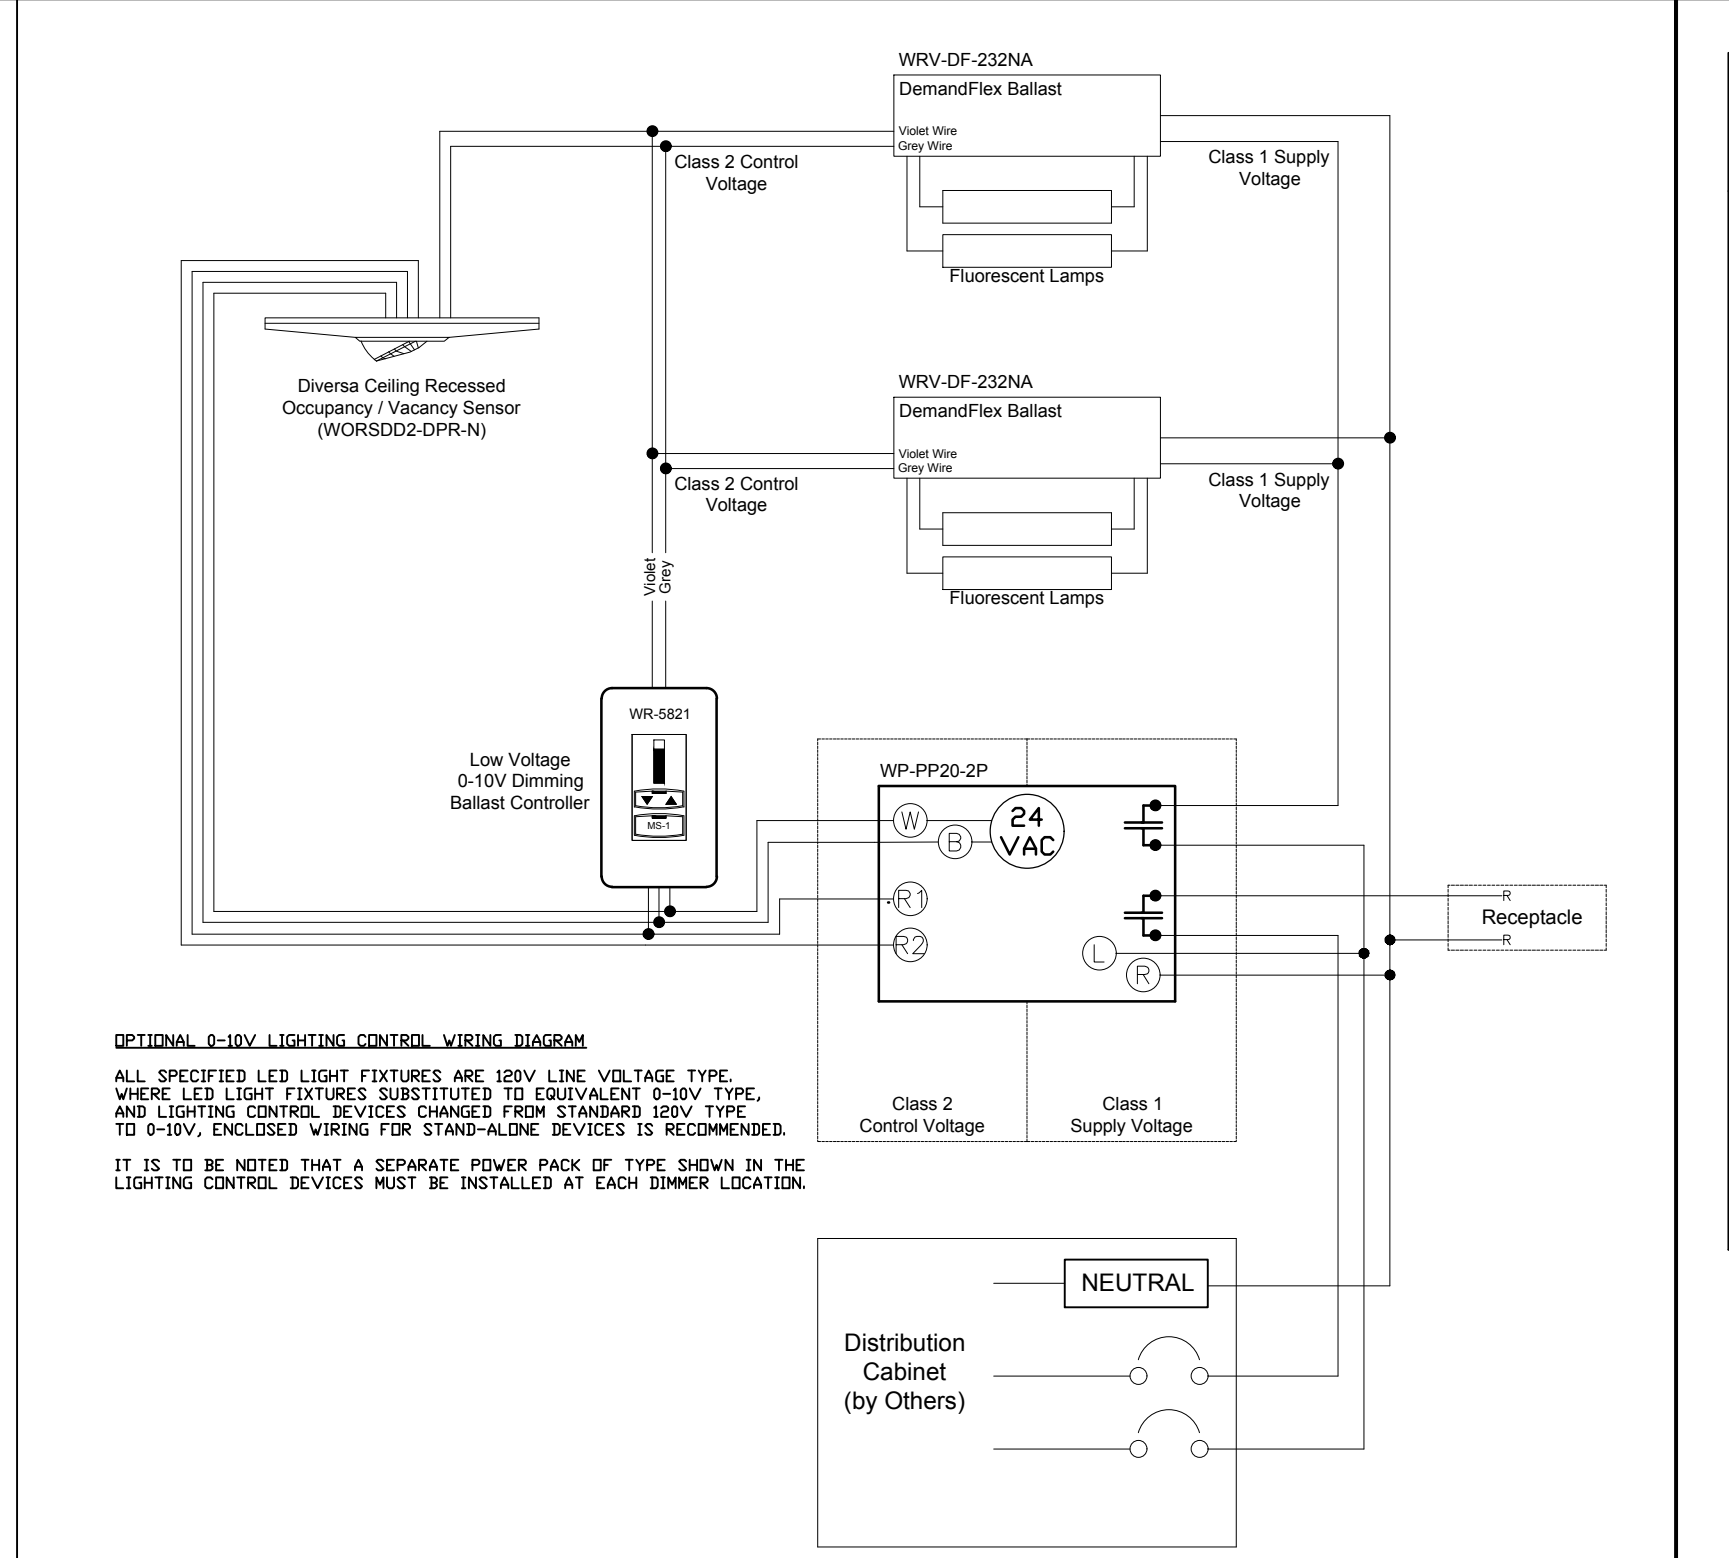 WRV-DF-232NA
DemandFlex Ballast
Violet Wire
Grey Wire
Class 2 Control
Voltage
Class 1 Supply
Voltage
Fluorescent Lamps
Diversa Ceiling Recessed
Occupancy / Vacancy Sensor
(WORSDD2-DPR-N)
WRV-DF-232NA
DemandFlex Ballast
Violet Wire
Grey Wire
Class 2 Control
Voltage
Class 1 Supply
Voltage
Fluorescent Lamps
Violet
Grey
WR-5821
MS-1
Low Voltage
0-10V Dimming
Ballast Controller
WP-PP20-2P
W
B
24
VAC
R1
R2
L
R
R
Receptacle
R
Class 2
Control Voltage
Class 1
Supply Voltage
OPTIONAL 0-10V LIGHTING CONTROL WIRING DIAGRAM
ALL SPECIFIED LED LIGHT FIXTURES ARE 120V LINE VOLTAGE TYPE.
WHERE LED LIGHT FIXTURES SUBSTITUTED TO EQUIVALENT 0-10V TYPE,
AND LIGHTING CONTROL DEVICES CHANGED FROM STANDARD 120V TYPE
TO 0-10V, ENCLOSED WIRING FOR STAND-ALONE DEVICES IS RECOMMENDED.
IT IS TO BE NOTED THAT A SEPARATE POWER PACK OF TYPE SHOWN IN THE
LIGHTING CONTROL DEVICES MUST BE INSTALLED AT EACH DIMMER LOCATION.
NEUTRAL
Distribution
Cabinet
(by Others)